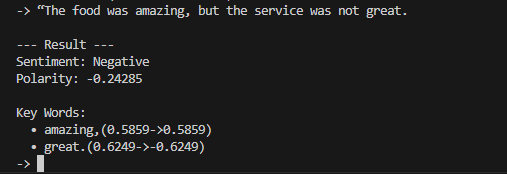 -> “The food was amazing, but the service was not great.
--- Result ---
Sentiment: Negative
Polarity: -0.24285
Key Words:
• amazing,(0.5859->0.5859)
• great.(0.6249->-0.6249)
->